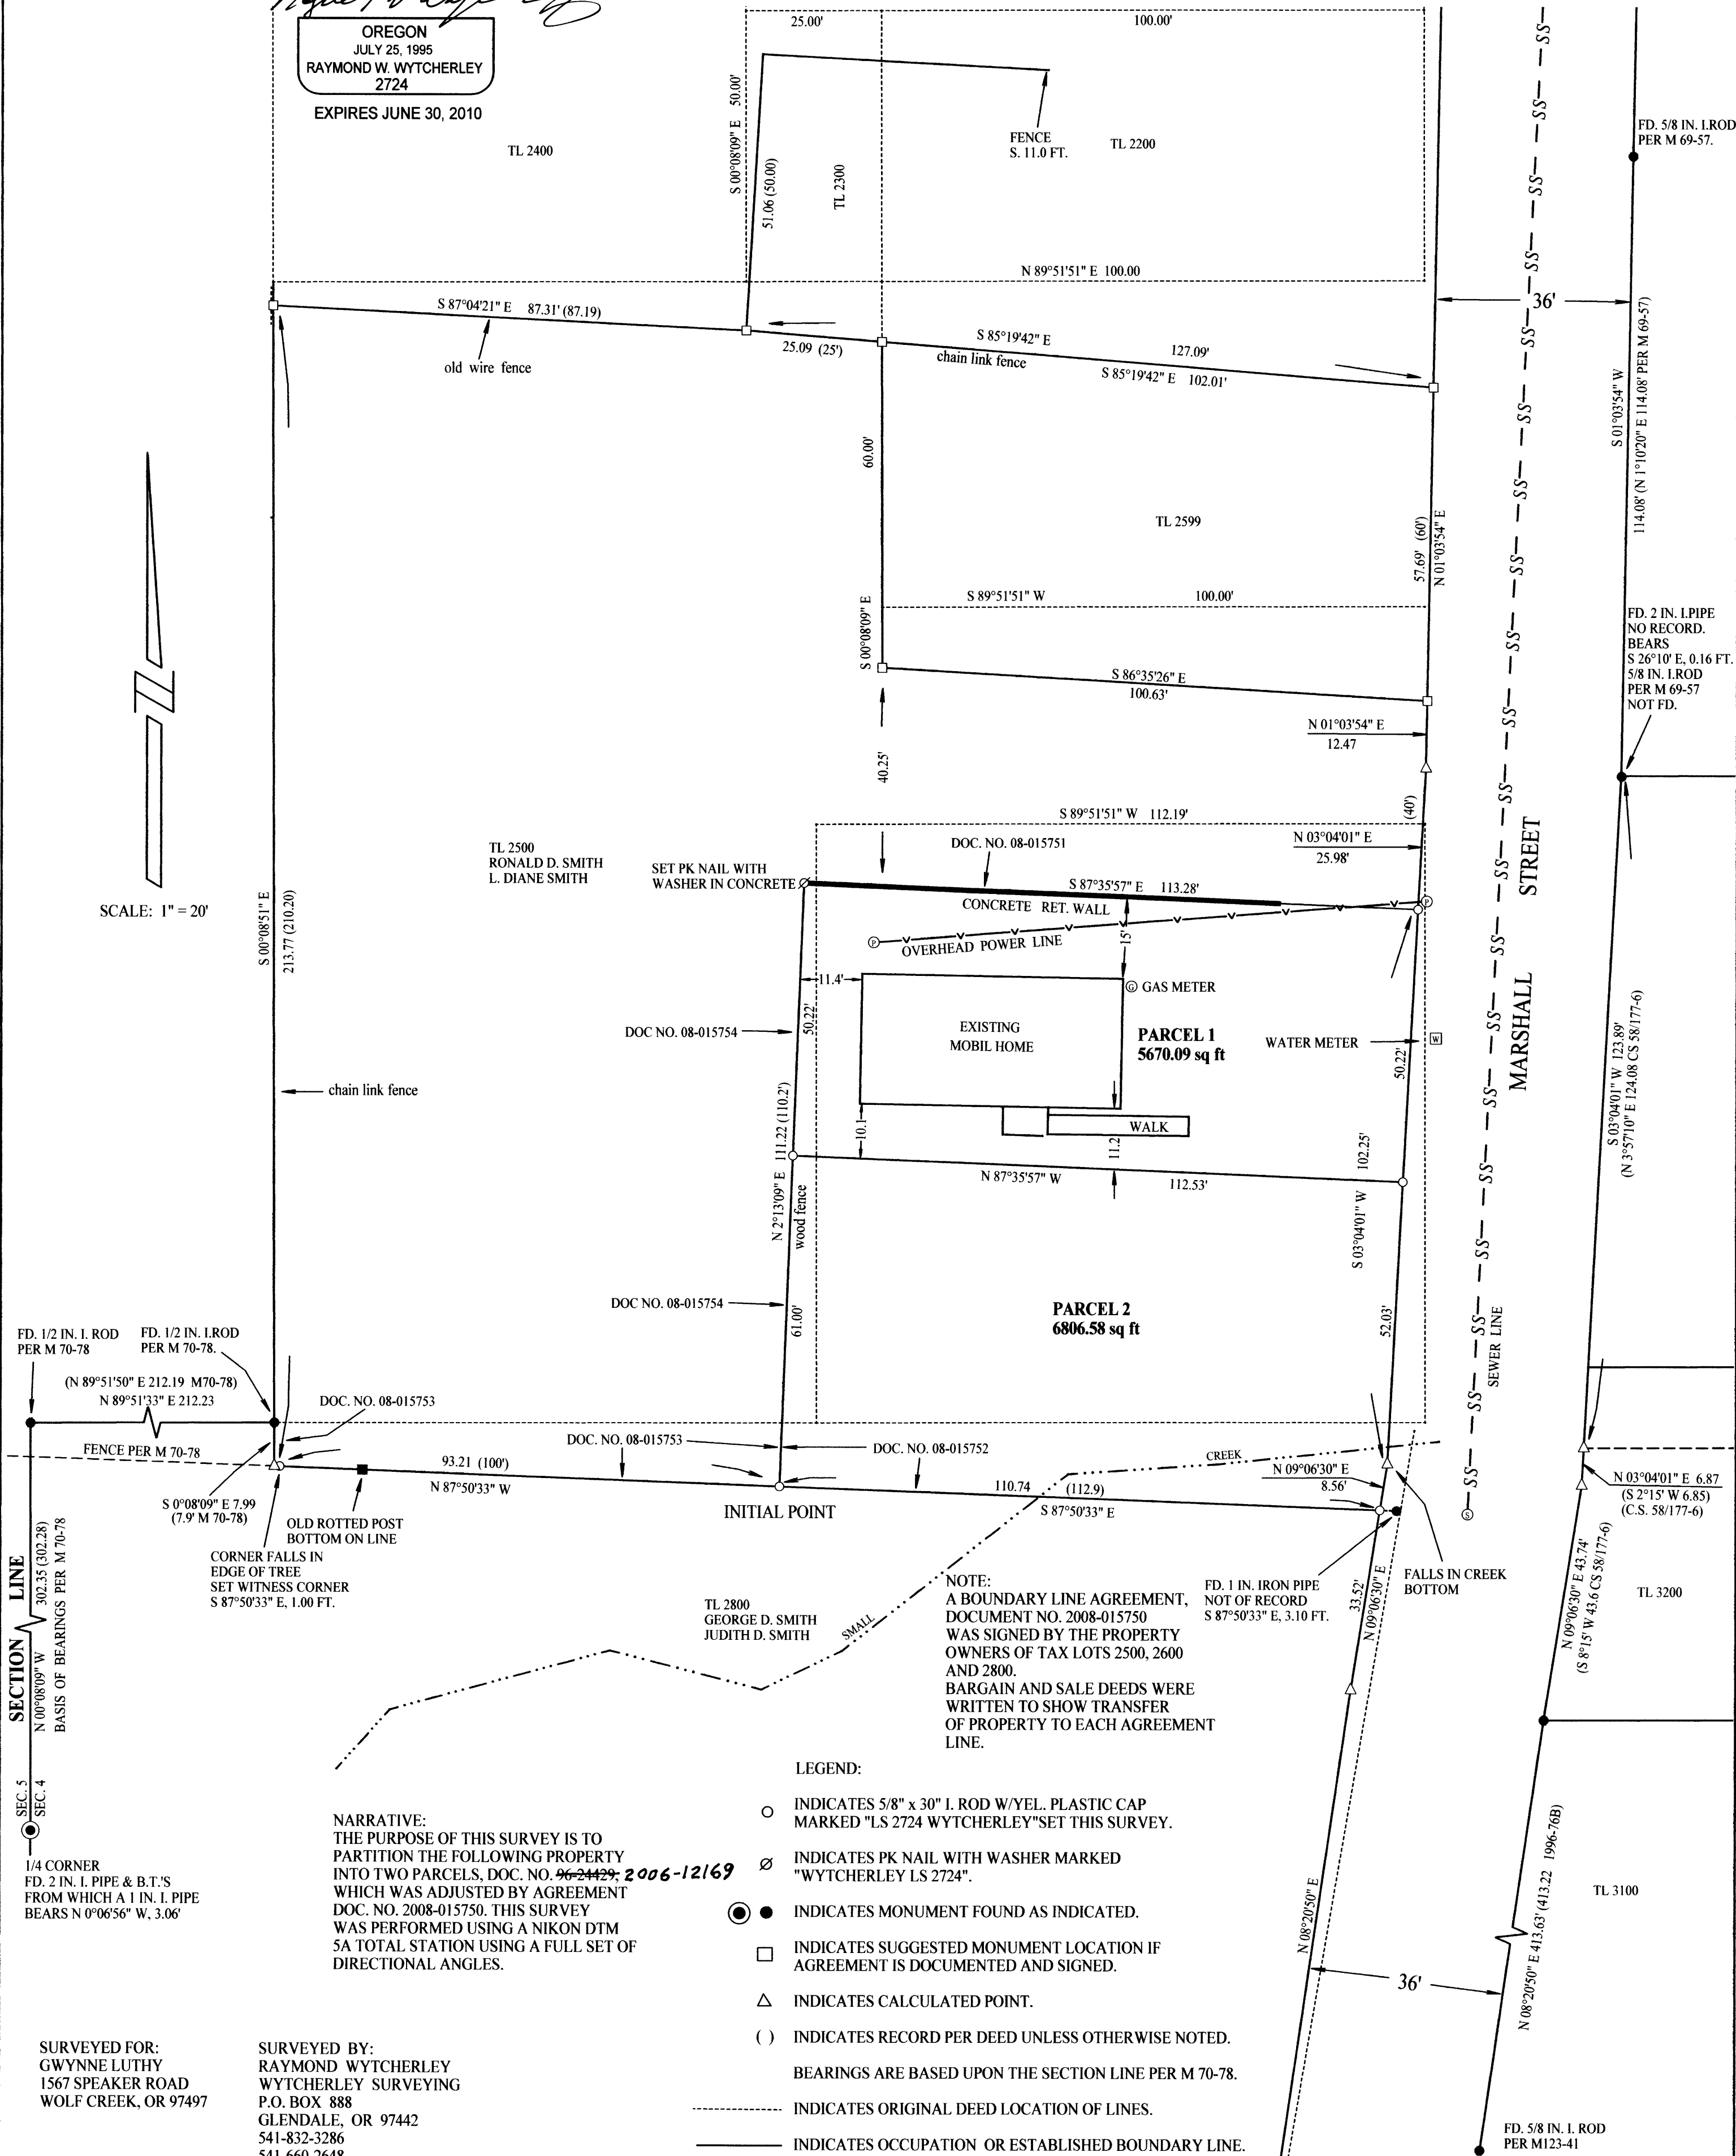 OREGON
JULY 25, 1995
RAYMOND W. WYTCHERLEY
2724
EXPIRES JUNE 30, 2010
25.00'
100.00'
TL 2400
S 00°08'09" E 50.00'
51.06 (50.00)
TL 2300
FENCE
S. 11.0 FT.
TL 2200
FD. 5/8 IN. I.ROD
PER M 69-57.
N 89°51'51" E 100.00
S 87°04'21" E 87.31' (87.19)
old wire fence
25.09 (25')
S 85°19'42" E
127.09'
chain link fence
S 85°19'42" E 102.01'
36'
S 01°03'54" W
114.08' (N 1°10'20" E 114.08' PER M 69-57)
60.00'
S 00°08'09" E
TL 2599
57.69' (60')
N 01°03'54" E
S 89°51'51" W 100.00'
S 86°35'26" E
100.63'
N 01°03'54" E
12.47
FD. 2 IN. I.PIPE
NO RECORD.
BEARS
S 26°10' E, 0.16 FT.
5/8 IN. I.ROD
PER M 69-57
NOT FD.
40.25'
(40')
SCALE: 1" = 20'
S 00°08'51" E
213.77 (210.20)
TL 2500
RONALD D. SMITH
L. DIANE SMITH
SET PK NAIL WITH
WASHER IN CONCRETE
S 89°51'51" W 112.19'
DOC. NO. 08-015751
N 03°04'01" E
25.98'
S 87°35'57" E 113.28'
CONCRETE RET. WALL
P
P
OVERHEAD POWER LINE
15'
11.4'
G GAS METER
50.22'
DOC NO. 08-015754
EXISTING
MOBIL HOME
PARCEL 1
5670.09 sq ft
WATER METER
W
50.22'
MARSHALL STREET
S 03°04'01" W 123.89'
(N 3°57'10" E 124.08 CS 58/177-6)
chain link fence
10.1
WALK
11.2
N 2°13'09" E 111.22 (110.2')
wood fence
N 87°35'57" W 112.53'
S 03°04'01" W 102.25'
DOC NO. 08-015754
61.00'
PARCEL 2
6806.58 sq ft
52.03'
SS SS SS SS SS SS SS SS SS SS SS SS SS SS SS SS SS SS
SEWER LINE
S
FD. 1/2 IN. I. ROD
PER M 70-78
FD. 1/2 IN. I.ROD
PER M 70-78.
(N 89°51'50" E 212.19 M70-78)
N 89°51'33" E 212.23
DOC. NO. 08-015753
FENCE PER M 70-78
93.21 (100')
N 87°50'33" W
DOC. NO. 08-015753
DOC. NO. 08-015752
INITIAL POINT
110.74 (112.9)
S 87°50'33" E
CREEK
N 09°06'30" E
8.56'
N 03°04'01" E 6.87
(S 2°15' W 6.85)
(C.S. 58/177-6)
S 0°08'09" E 7.99
(7.9' M 70-78)
OLD ROTTED POST
BOTTOM ON LINE
CORNER FALLS IN
EDGE OF TREE
SET WITNESS CORNER
S 87°50'33" E, 1.00 FT.
SECTION LINE
N 00°08'09" W 302.35 (302.28)
BASIS OF BEARINGS PER M 70-78
SEC. 5
SEC. 4
1/4 CORNER
FD. 2 IN. I. PIPE & B.T.'S
FROM WHICH A 1 IN. I. PIPE
BEARS N 0°06'56" W, 3.06'
TL 2800
GEORGE D. SMITH
JUDITH D. SMITH
SMALL
NOTE:
A BOUNDARY LINE AGREEMENT,
DOCUMENT NO. 2008-015750
WAS SIGNED BY THE PROPERTY
OWNERS OF TAX LOTS 2500, 2600
AND 2800.
BARGAIN AND SALE DEEDS WERE
WRITTEN TO SHOW TRANSFER
OF PROPERTY TO EACH AGREEMENT
LINE.
FD. 1 IN. IRON PIPE
NOT OF RECORD
S 87°50'33" E, 3.10 FT.
FALLS IN CREEK
BOTTOM
33.52'
N 09°06'30" E
N 09°06'30" E 43.74'
(S 8°15' W 43.6 CS 58/177-6)
TL 3200
N 08°20'50" E
36'
N 08°20'50" E 413.63' (413.22 1996-76B)
TL 3100
FD. 5/8 IN. I. ROD
PER M123-41
NARRATIVE:
THE PURPOSE OF THIS SURVEY IS TO
PARTITION THE FOLLOWING PROPERTY
INTO TWO PARCELS, DOC. NO. 96-24429, 2006-12169
WHICH WAS ADJUSTED BY AGREEMENT
DOC. NO. 2008-015750. THIS SURVEY
WAS PERFORMED USING A NIKON DTM
5A TOTAL STATION USING A FULL SET OF
DIRECTIONAL ANGLES.
LEGEND:
INDICATES 5/8" x 30" I. ROD W/YEL. PLASTIC CAP
MARKED "LS 2724 WYTCHERLEY"SET THIS SURVEY.
INDICATES PK NAIL WITH WASHER MARKED
"WYTCHERLEY LS 2724".
INDICATES MONUMENT FOUND AS INDICATED.
INDICATES SUGGESTED MONUMENT LOCATION IF
AGREEMENT IS DOCUMENTED AND SIGNED.
INDICATES CALCULATED POINT.
( ) INDICATES RECORD PER DEED UNLESS OTHERWISE NOTED.
BEARINGS ARE BASED UPON THE SECTION LINE PER M 70-78.
INDICATES ORIGINAL DEED LOCATION OF LINES.
INDICATES OCCUPATION OR ESTABLISHED BOUNDARY LINE.
SURVEYED FOR:
GWYNNE LUTHY
1567 SPEAKER ROAD
WOLF CREEK, OR 97497
SURVEYED BY:
RAYMOND WYTCHERLEY
WYTCHERLEY SURVEYING
P.O. BOX 888
GLENDALE, OR 97442
541-832-3286
541-660-2648